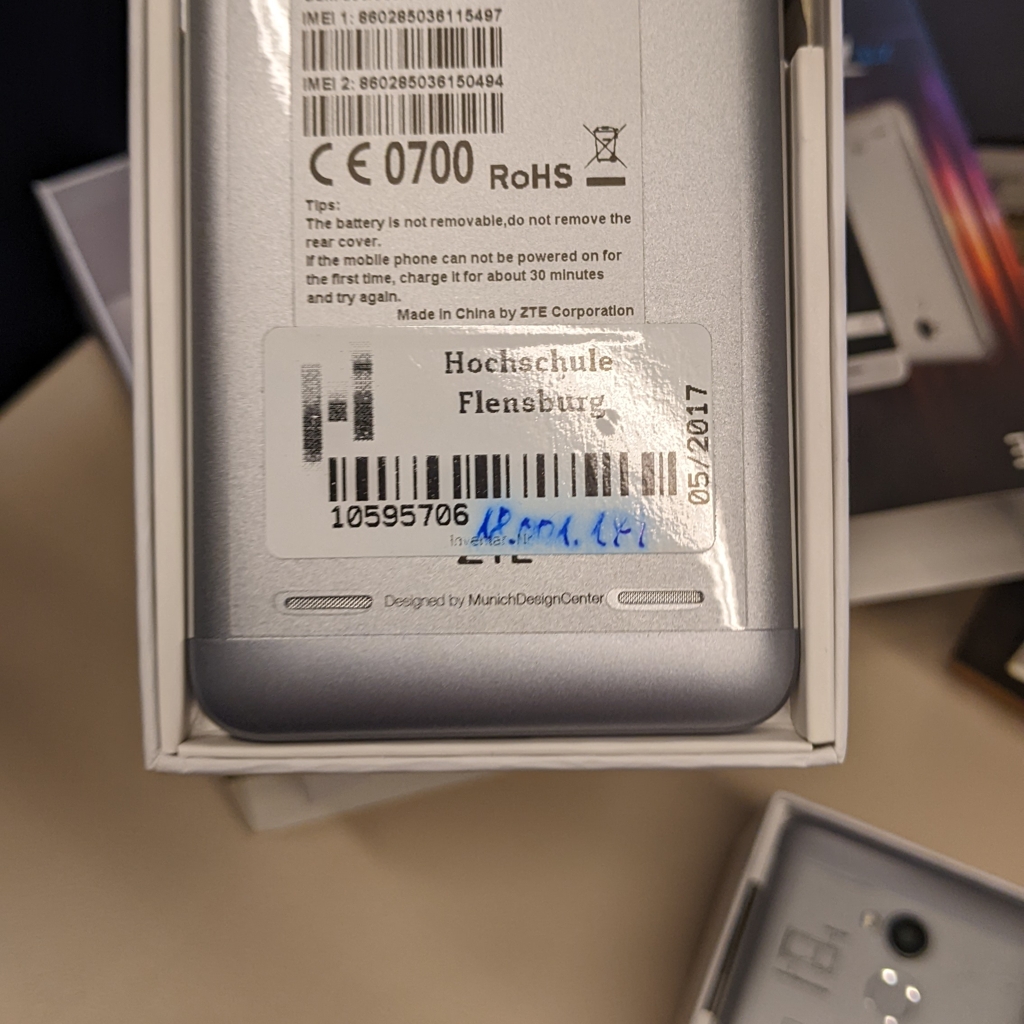 IMEI 1: 860285036115497
IMEI 2: 860285036150494
CE 0700 RoHS
Tips:
The battery is not removable,do not remove the
rear cover.
If the mobile phone can not be powered on for
the first time, charge it for about 30 minutes
and try again.
Made in China by ZTE Corporation
Hochschule
Flensburg
05/2017
10595706
ZTE
Designed by MunichDesignCenter